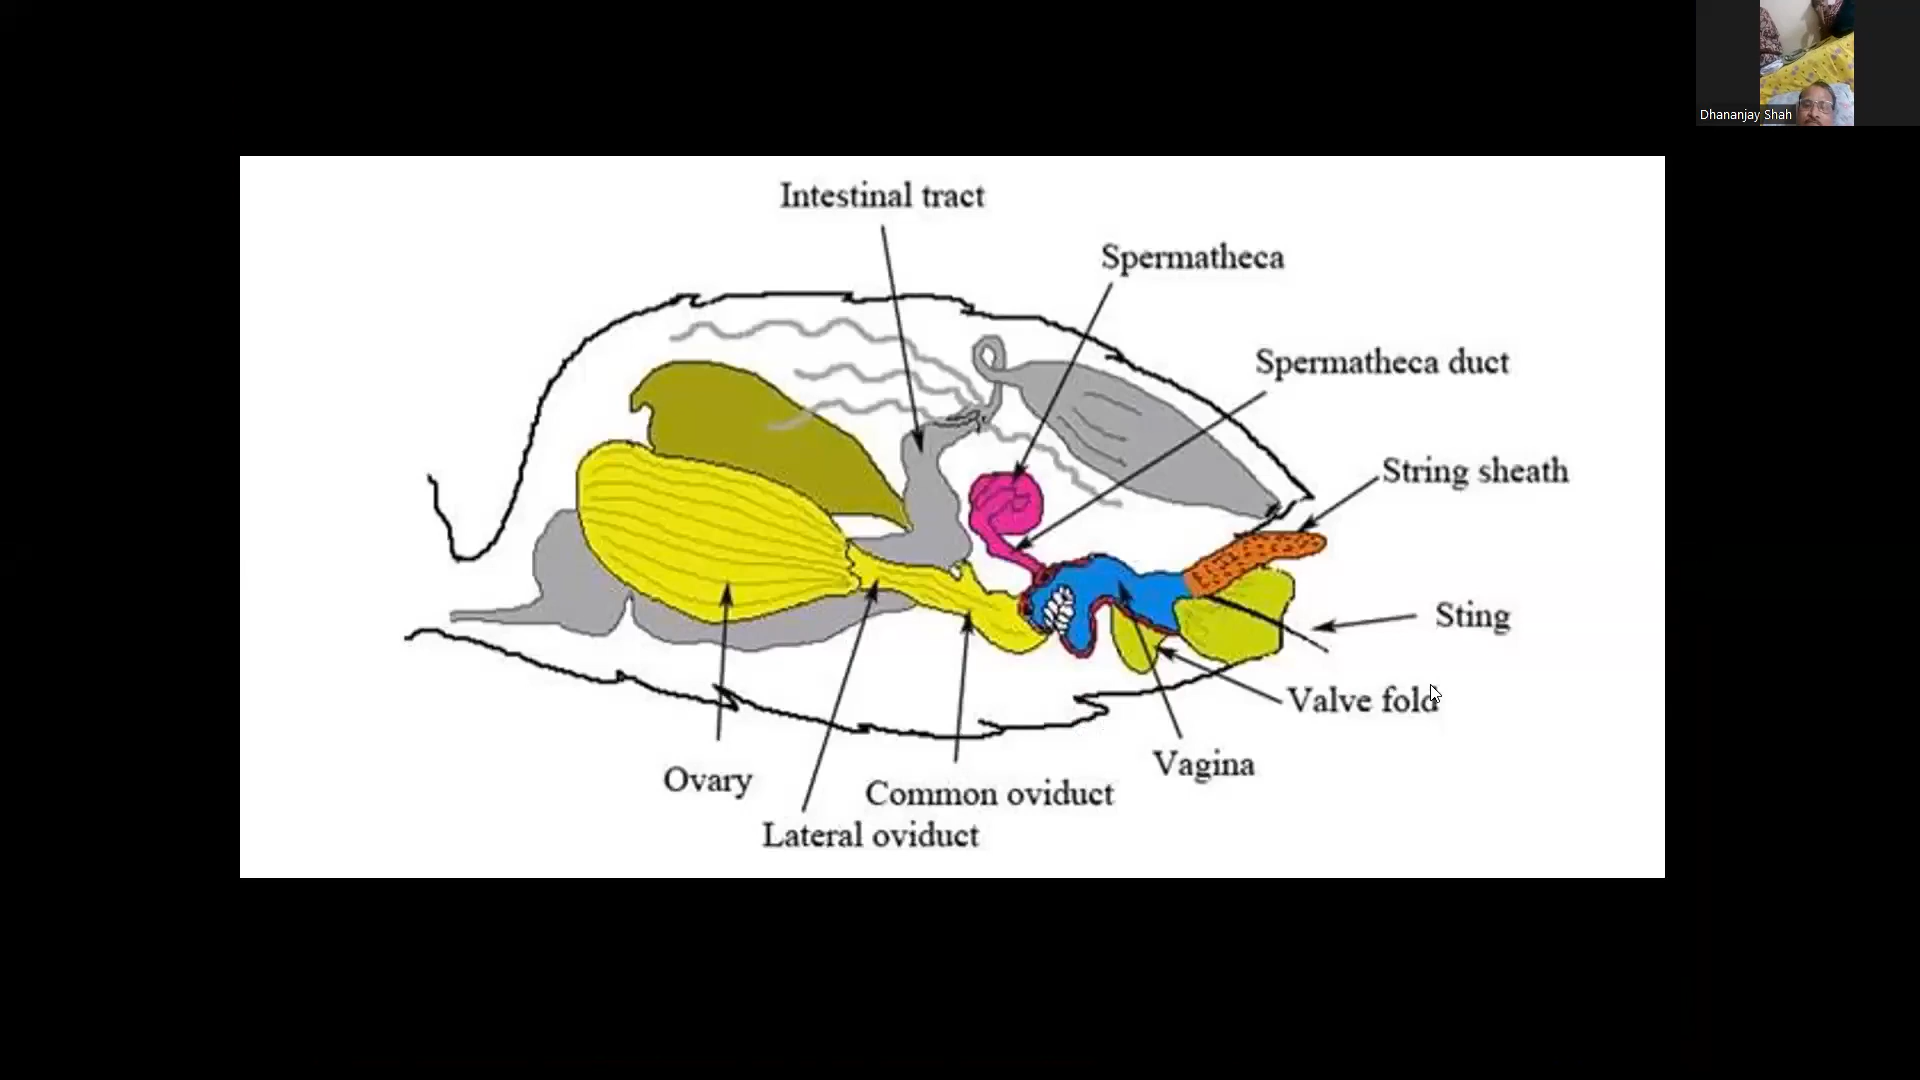 Dhananjay Shah
Intestinal tract
Spermatheca
Spermatheca duct
String sheath
Sting
Valve fold
Vagina
Ovary
Common oviduct
Lateral oviduct